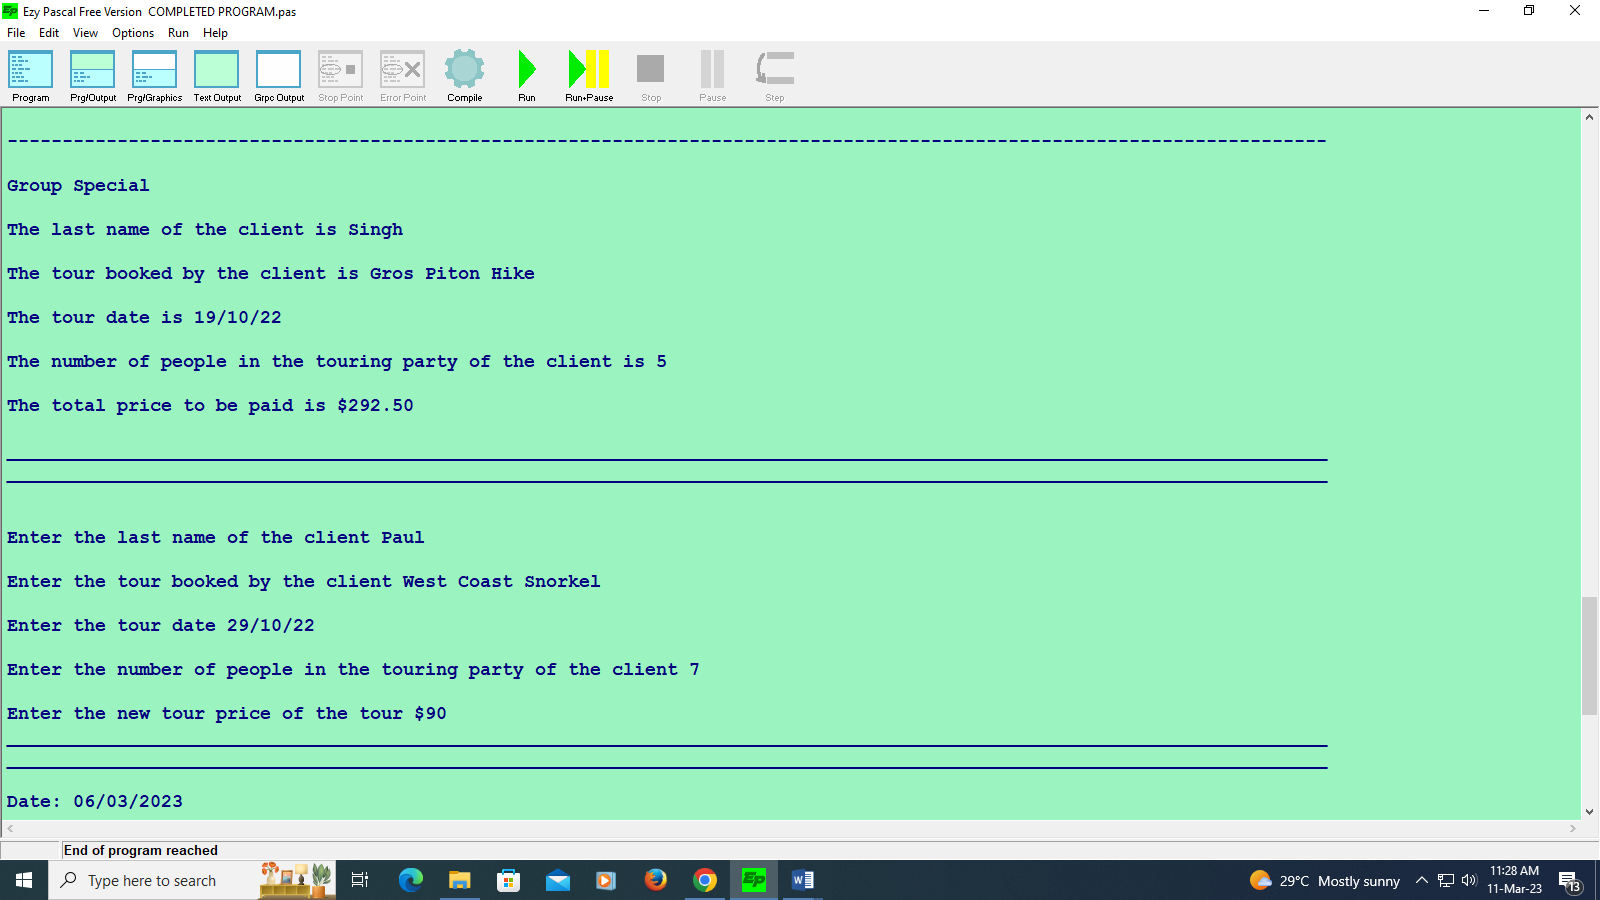 Ep Ezy Pascal Free Version COMPLETED PROGRAM.pas
File Edit View Options Run Help
Program Prg/Output Prg/Graphics Text Output Grpc Output Stop Point Error Point Compile Run Run+Pause Stop Pause Step
------------------------------------------------------------------------------------------------------------------------
Group Special
The last name of the client is Singh
The tour booked by the client is Gros Piton Hike
The tour date is 19/10/22
The number of people in the touring party of the client is 5
The total price to be paid is $292.50
Enter the last name of the client Paul
Enter the tour booked by the client West Coast Snorkel
Enter the tour date 29/10/22
Enter the number of people in the touring party of the client 7
Enter the new tour price of the tour $90
Date: 06/03/2023
End of program reached
Type here to search
Ep
29°C Mostly sunny
11:28 AM
11-Mar-23
13